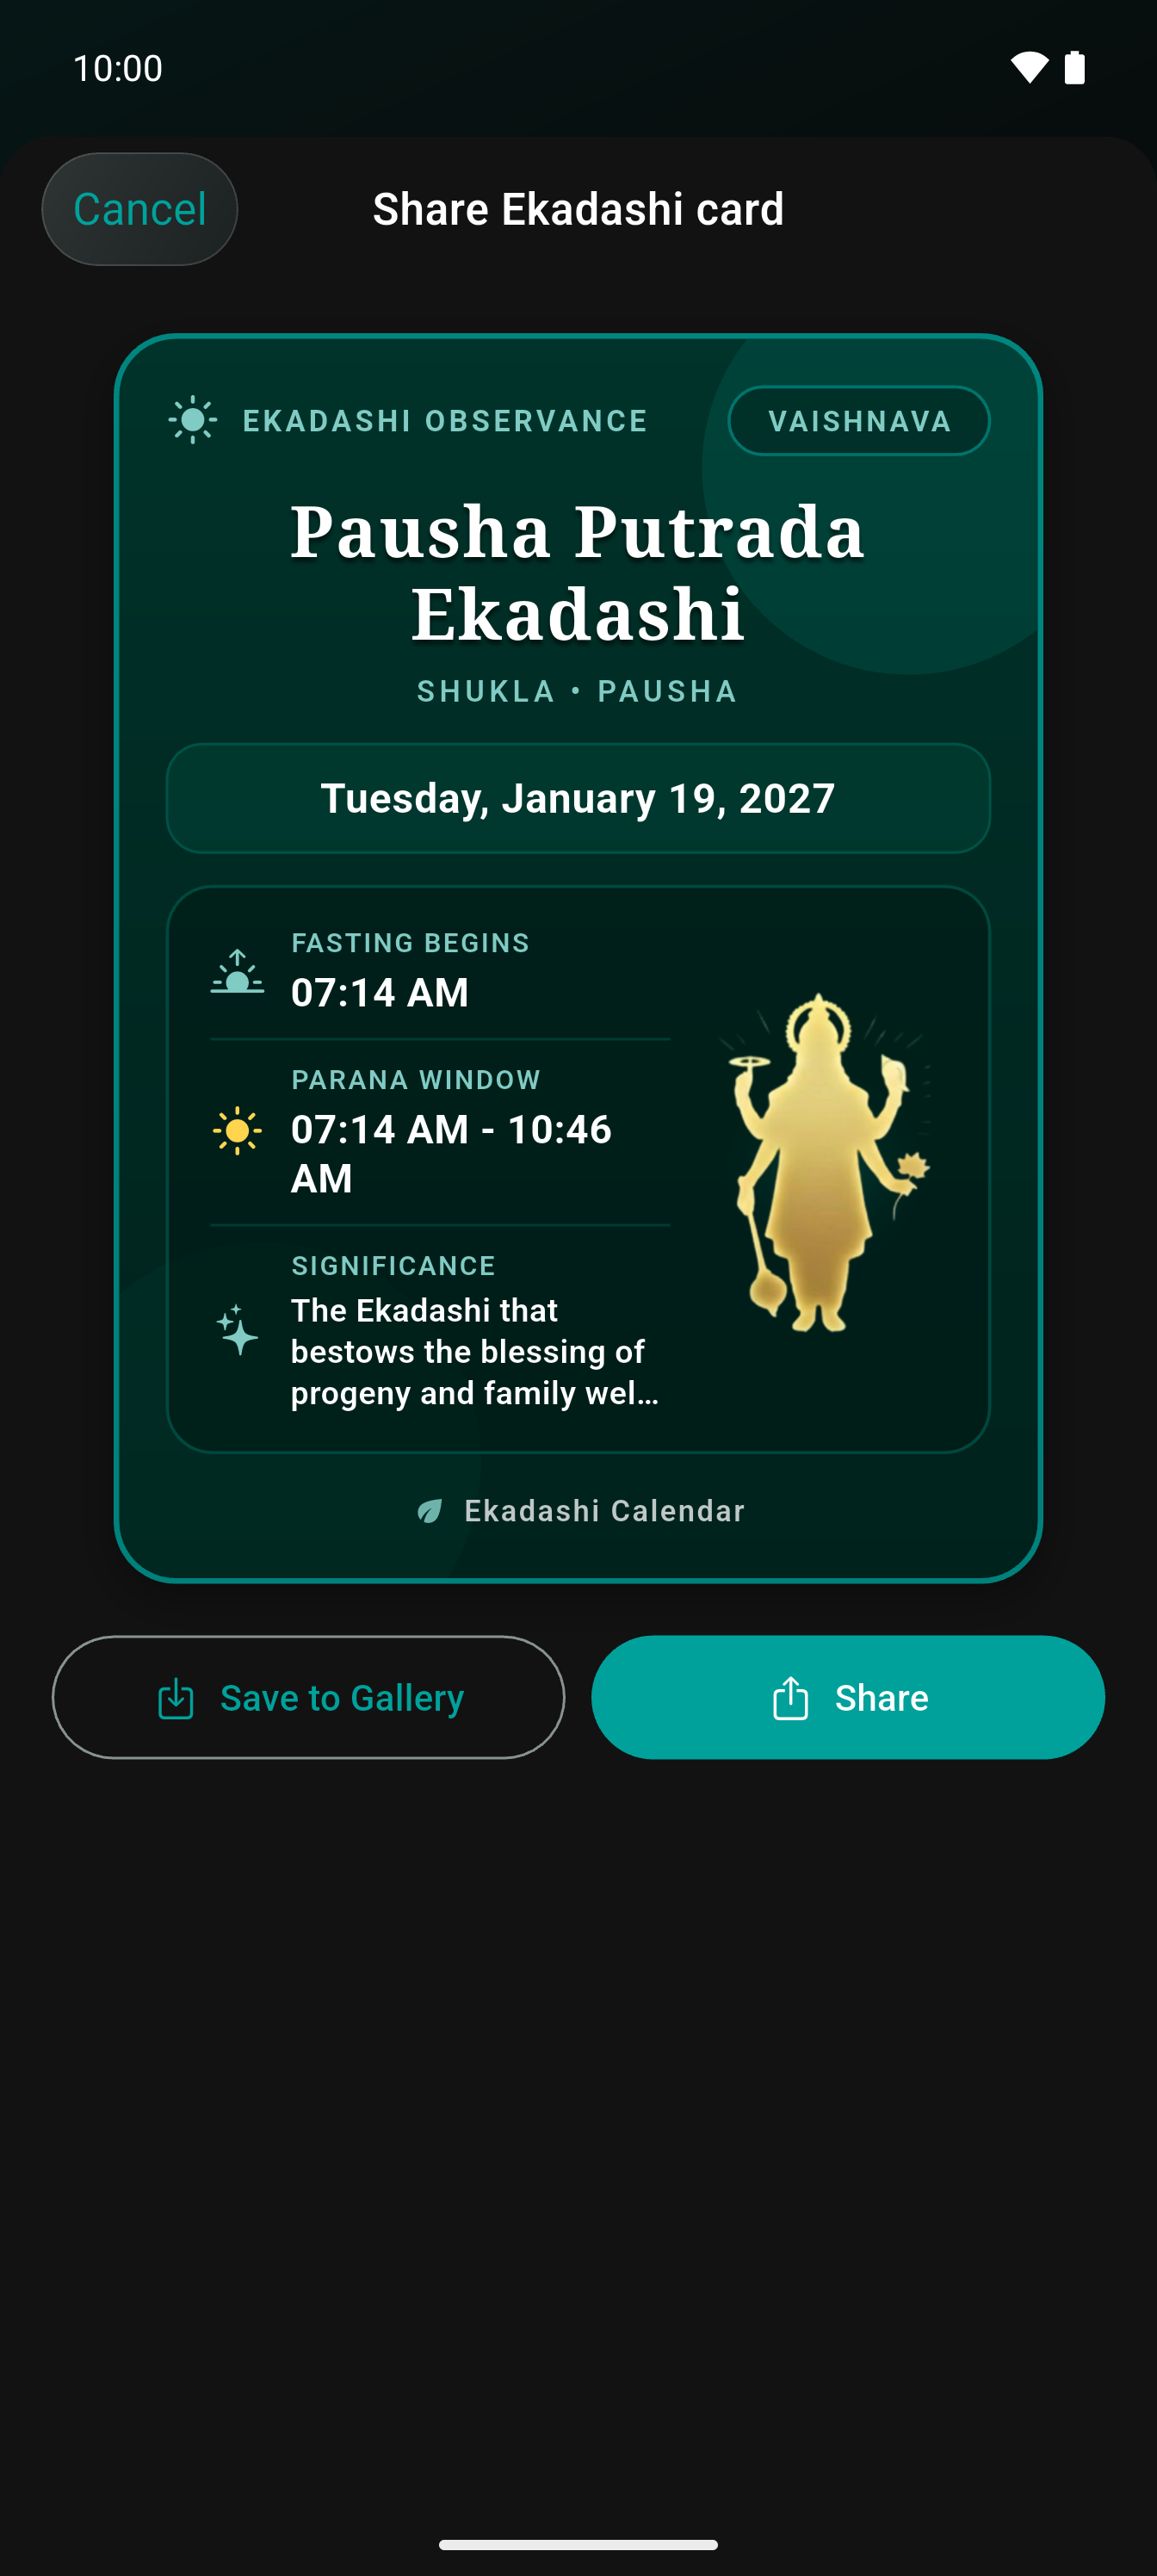 10:00
Cancel
Share Ekadashi card
EKADASHI OBSERVANCE
VAISHNAVA
Pausha Putrada
Ekadashi
SHUKLA • PAUSHA
Tuesday, January 19, 2027
FASTING BEGINS
07:14 AM
PARANA WINDOW
07:14 AM - 10:46
AM
SIGNIFICANCE
The Ekadashi that
bestows the blessing of
progeny and family wel...
Ekadashi Calendar
Save to Gallery
Share